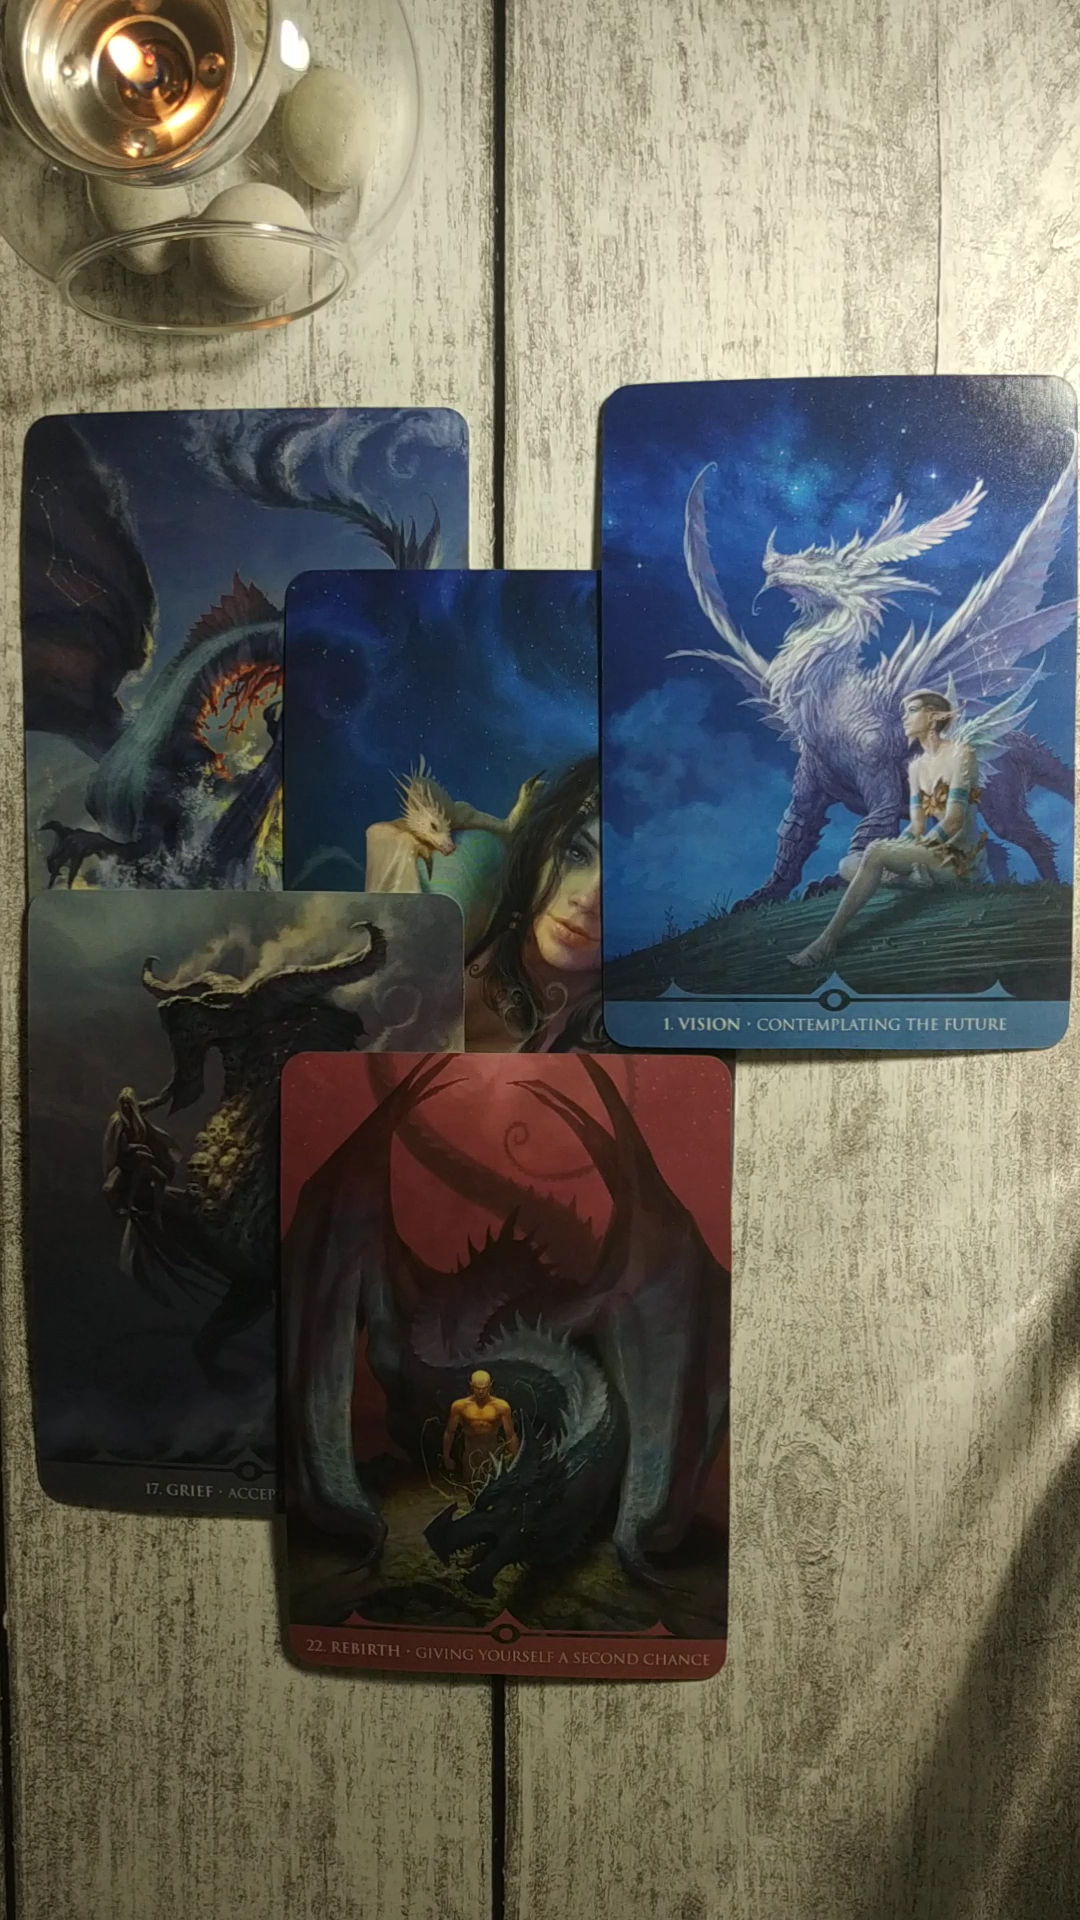 1. VISION · CONTEMPLATING THE FUTURE
17. GRIEF · ACCEP
22. REBIRTH · GIVING YOURSELF A SECOND CHANCE